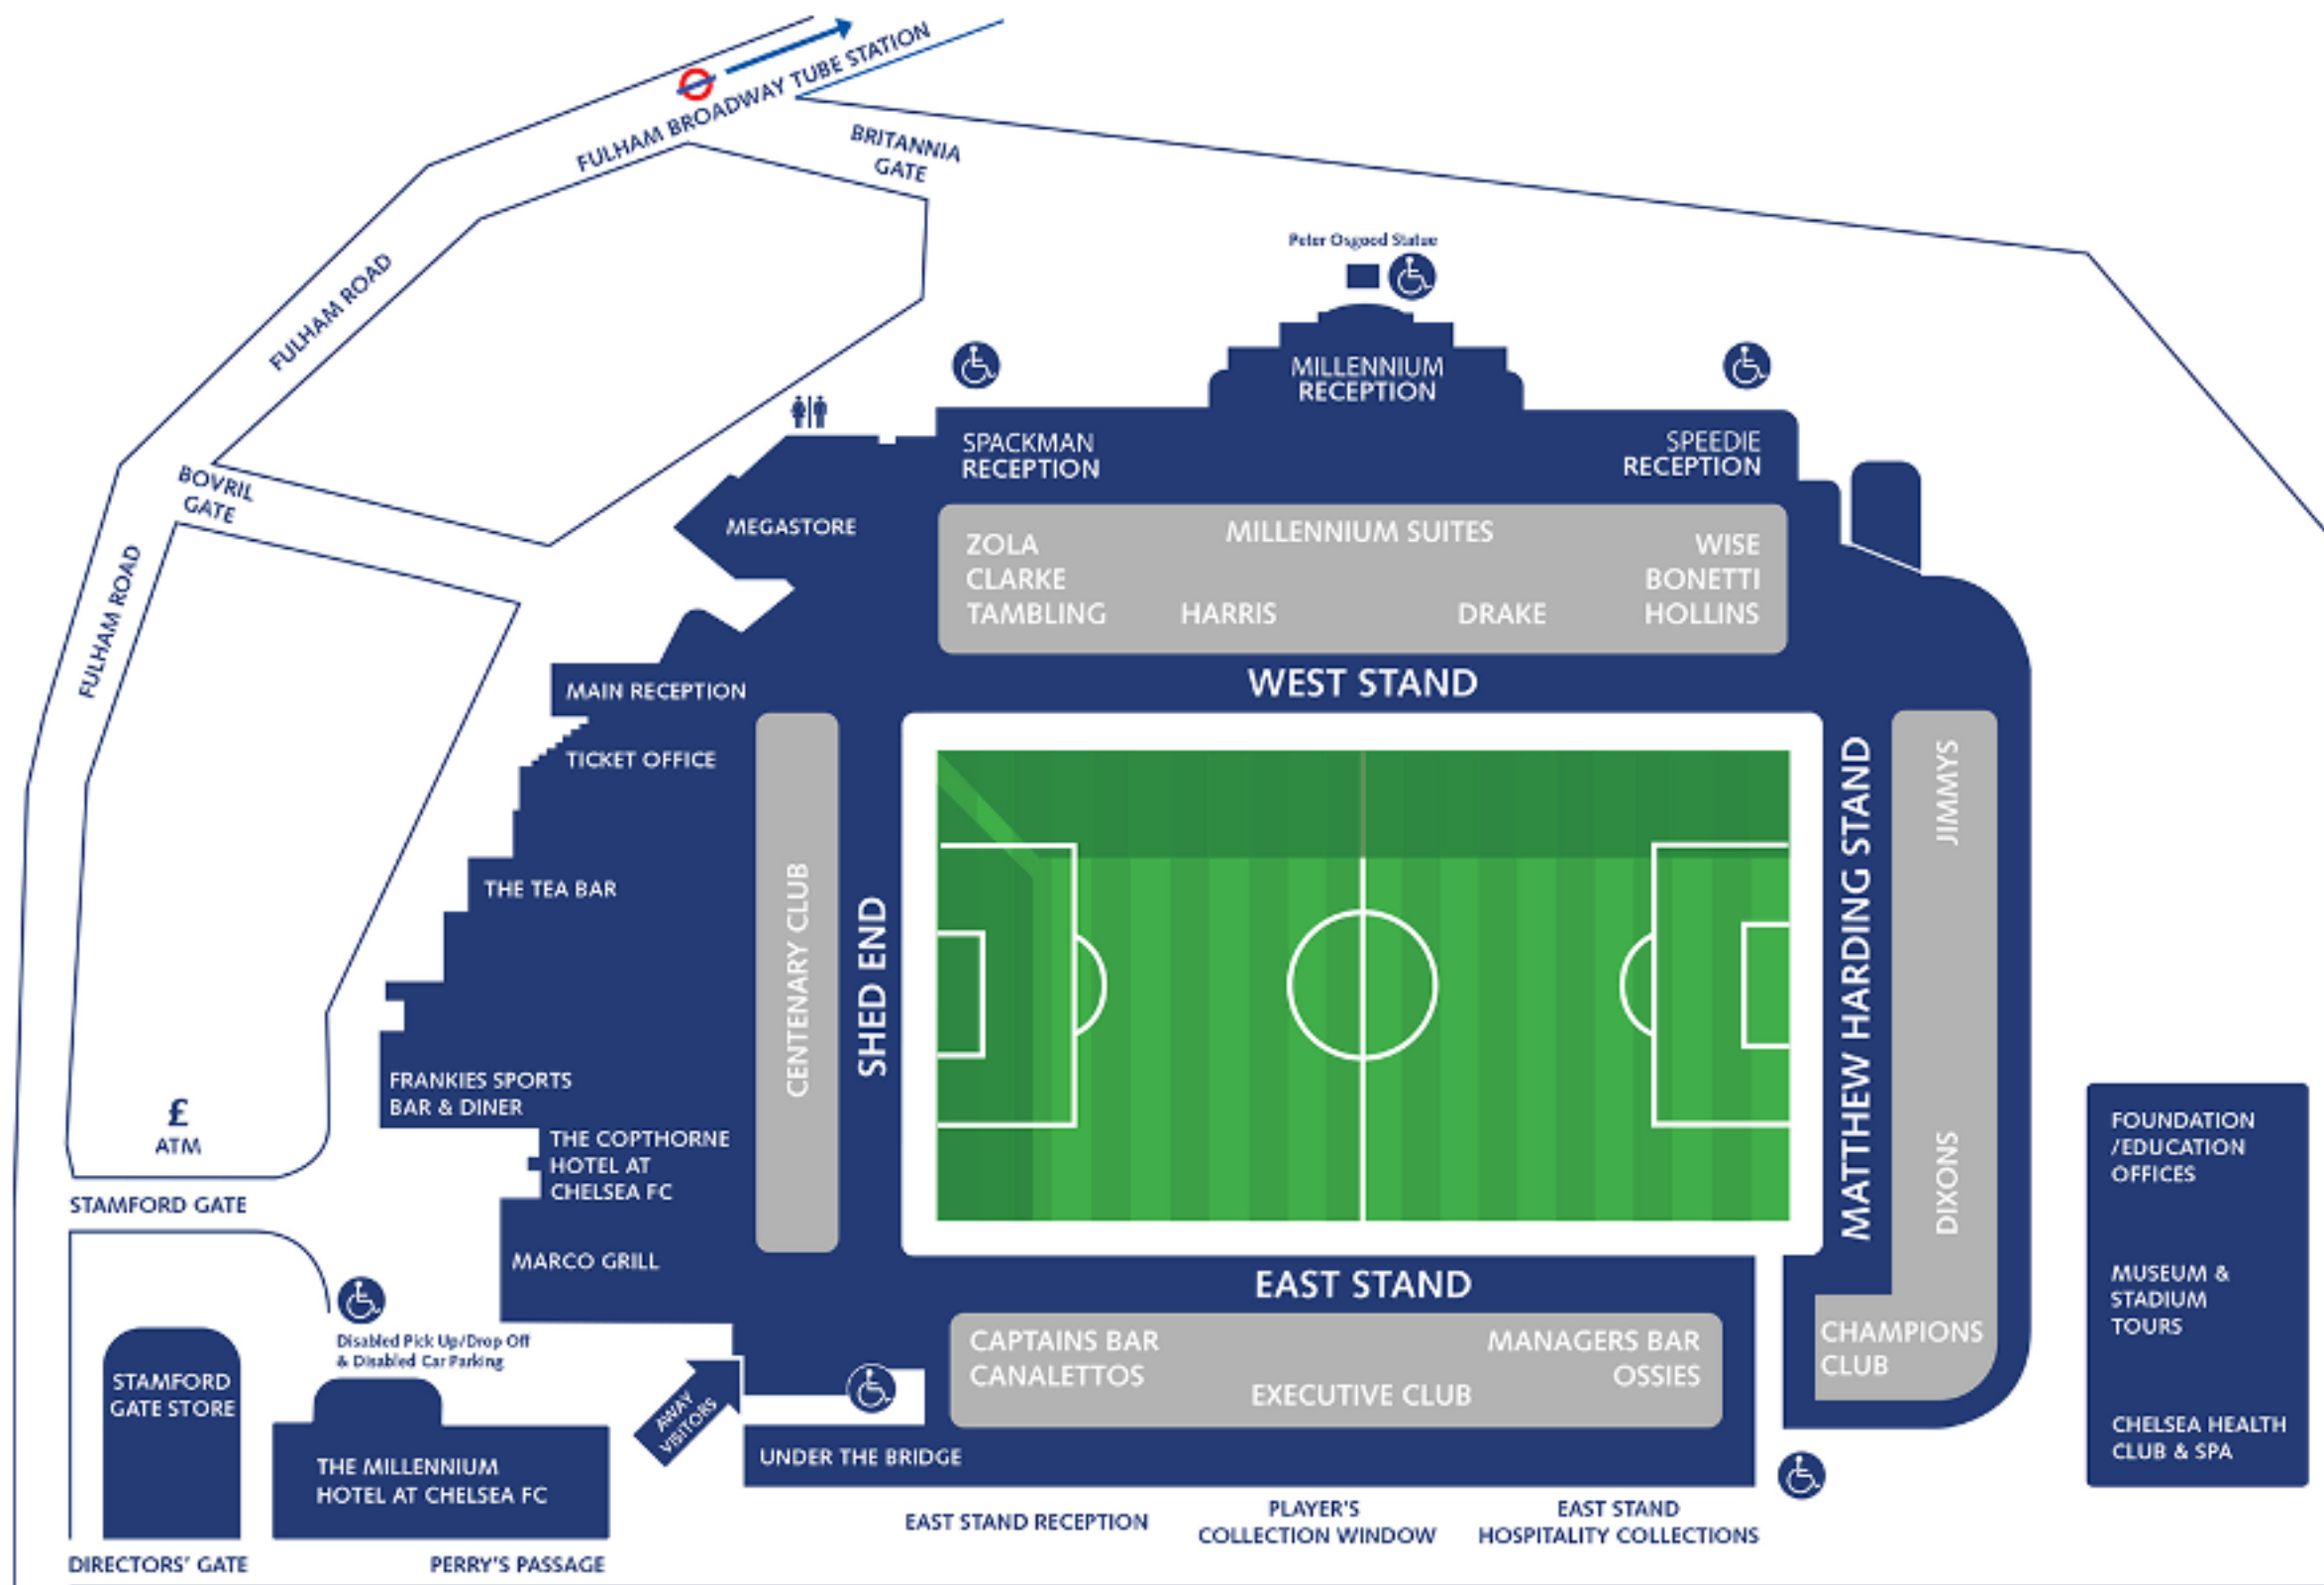 FULHAM BROADWAY TUBE STATION
BRITANNIA
GATE
FULHAM ROAD
Peter Osgood Statue
MILLENNIUM
RECEPTION
SPACKMAN
RECEPTION
SPEEDIE
RECEPTION
BOVRIL
GATE
MEGASTORE
MILLENNIUM SUITES
ZOLA
CLARKE
TAMBLING
HARRIS
DRAKE
WISE
BONETTI
HOLLINS
FULHAM ROAD
MAIN RECEPTION
WEST STAND
TICKET OFFICE
THE TEA BAR
CENTENARY CLUB
SHED END
MATTHEW HARDING STAND
JIMMYS
DIXONS
FRANKIES SPORTS
BAR & DINER
£
ATM
THE COPTHORNE
HOTEL AT
CHELSEA FC
FOUNDATION
/EDUCATION
OFFICES
STAMFORD GATE
MARCO GRILL
EAST STAND
MUSEUM &
STADIUM
TOURS
Disabled Pick Up/Drop Off
& Disabled Car Parking
CAPTAINS BAR
CANALETTOS
EXECUTIVE CLUB
MANAGERS BAR
OSSIES
CHAMPIONS
CLUB
STAMFORD
GATE STORE
AWAY
VISITORS
CHELSEA HEALTH
CLUB & SPA
THE MILLENNIUM
HOTEL AT CHELSEA FC
UNDER THE BRIDGE
EAST STAND RECEPTION
PLAYER'S
COLLECTION WINDOW
EAST STAND
HOSPITALITY COLLECTIONS
DIRECTORS' GATE
PERRY'S PASSAGE